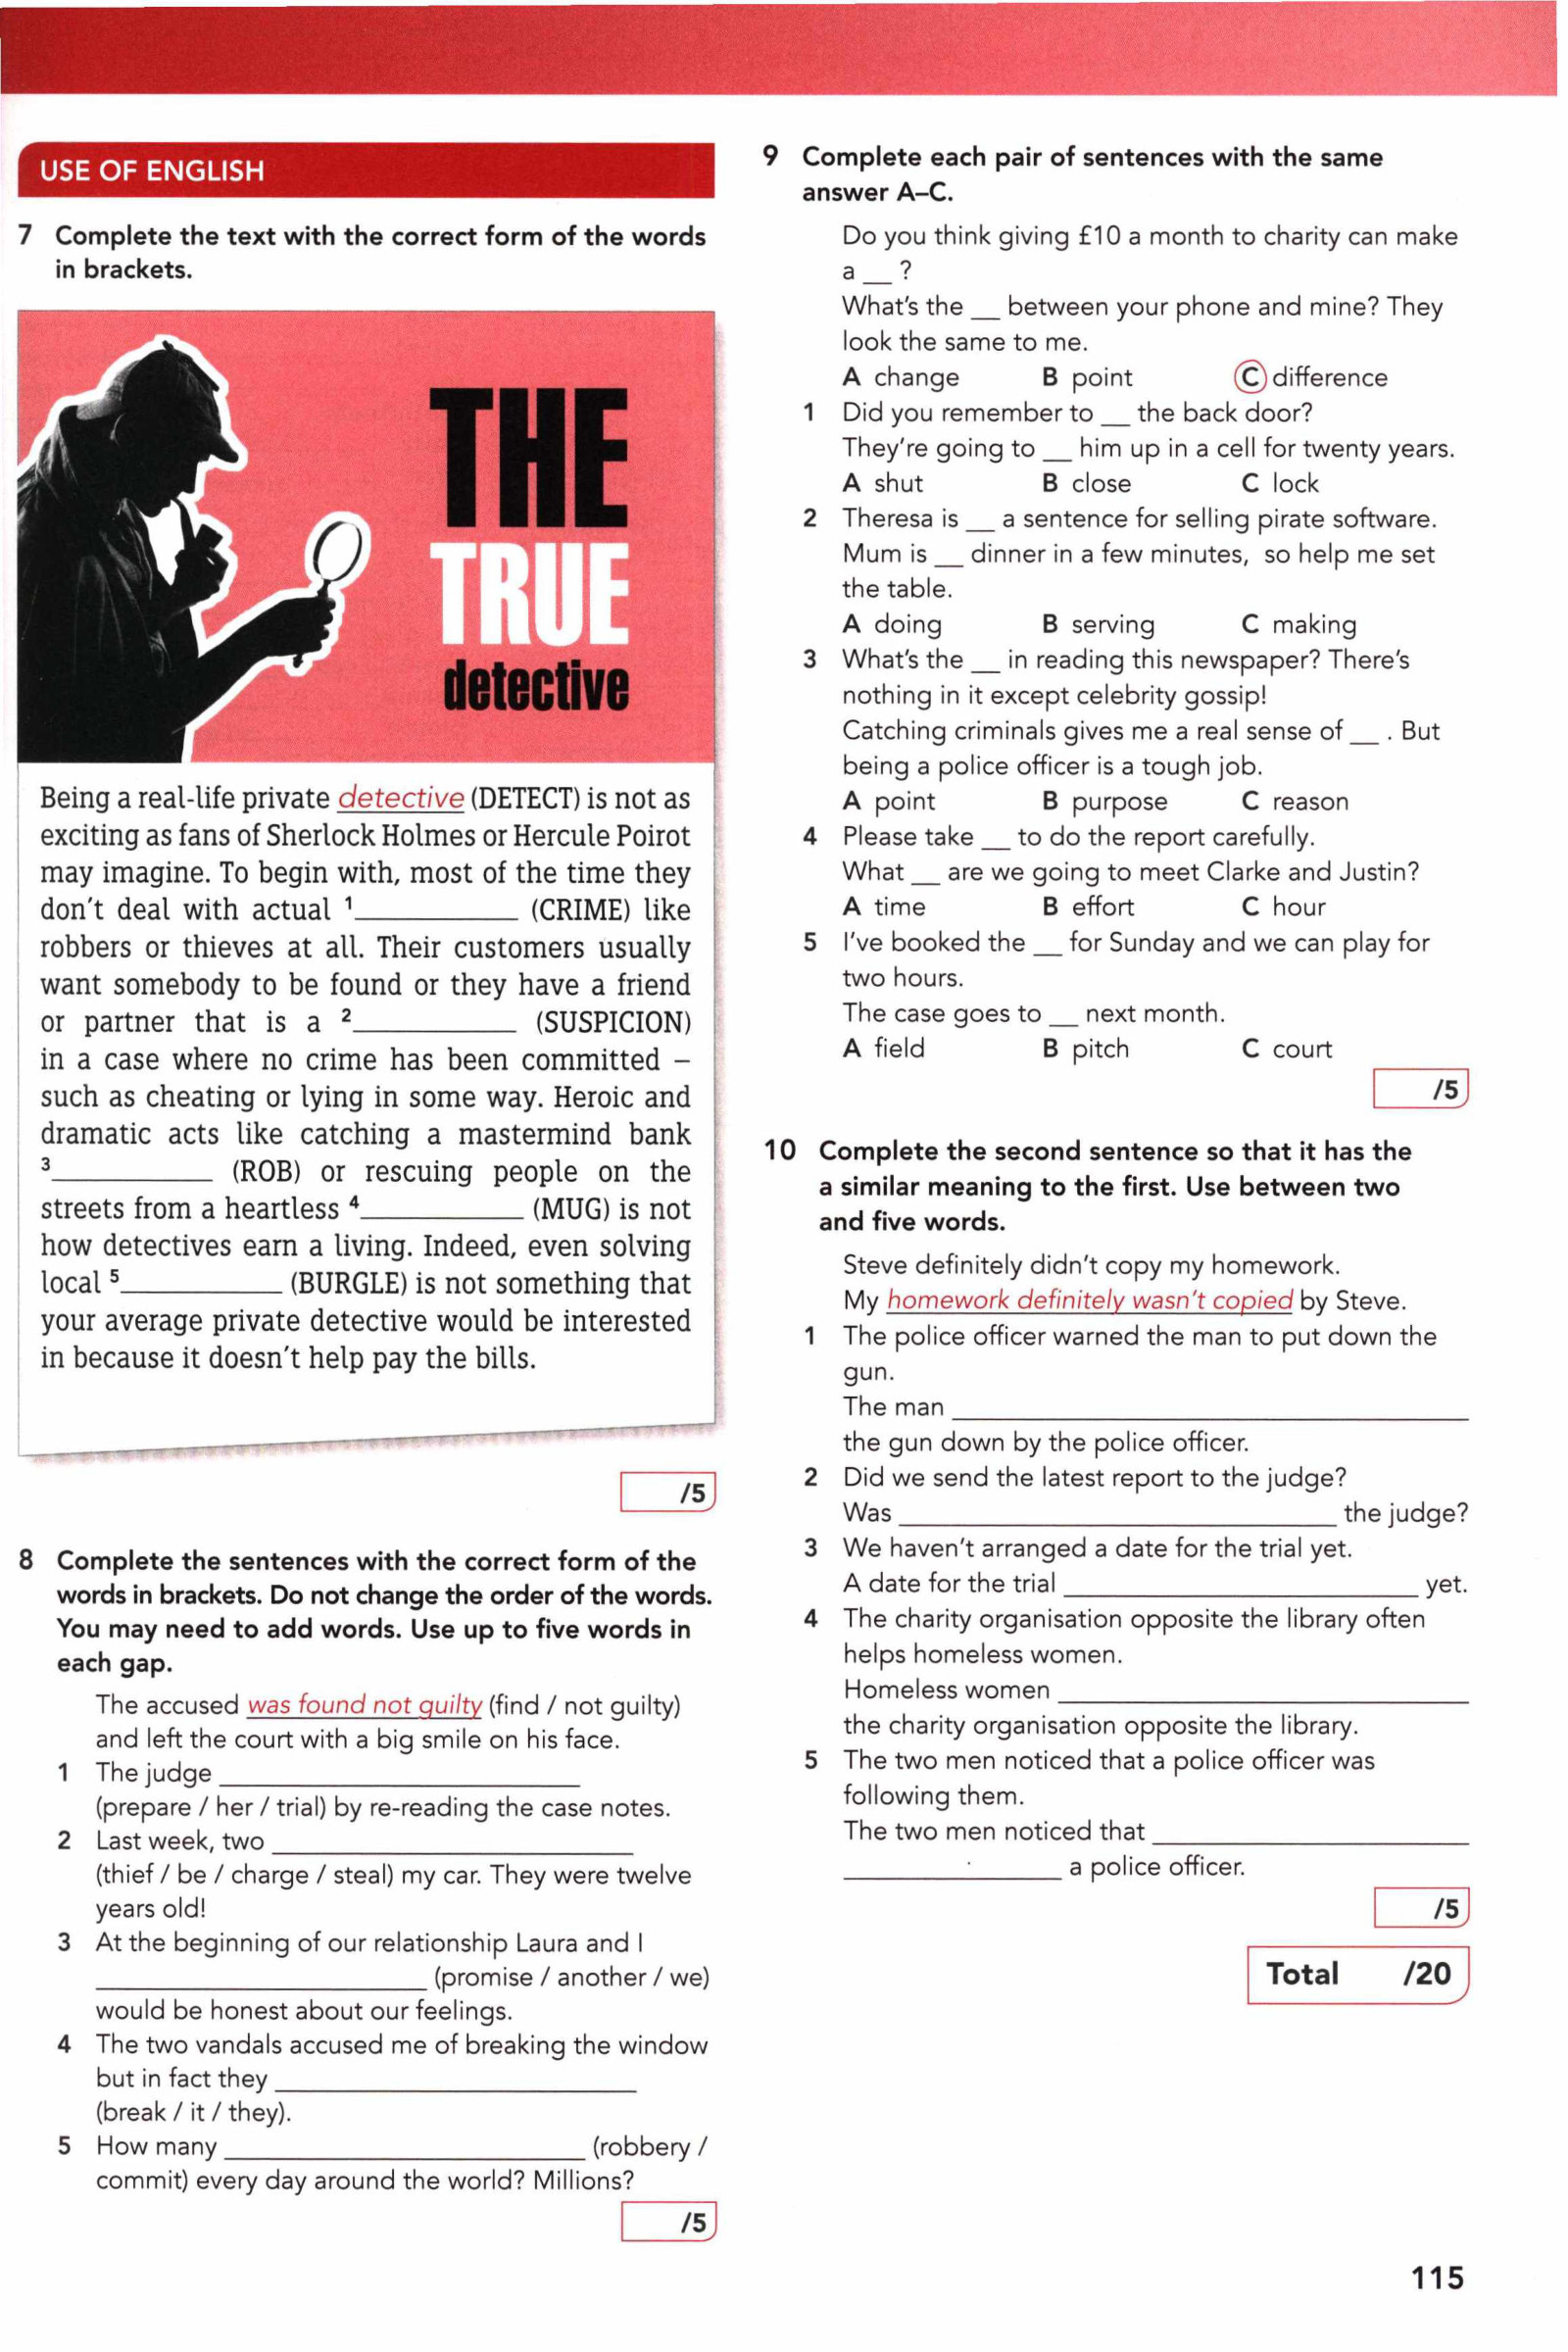 USE OF ENGLISH
7 Complete the text with the correct form of the words
in brackets.
THE
TRUE
detective
Being a real-life private detective (DETECT) is not as
exciting as fans of Sherlock Holmes or Hercule Poirot
may imagine. To begin with, most of the time they
don't deal with actual 1__________ (CRIME) like
robbers or thieves at all. Their customers usually
want somebody to be found or they have a friend
or partner that is a 2__________ (SUSPICION)
in a case where no crime has been committed –
such as cheating or lying in some way. Heroic and
dramatic acts like catching a mastermind bank
3__________ (ROB) or rescuing people on the
streets from a heartless 4__________ (MUG) is not
how detectives earn a living. Indeed, even solving
local 5__________ (BURGLE) is not something that
your average private detective would be interested
in because it doesn't help pay the bills.
/5
8 Complete the sentences with the correct form of the
words in brackets. Do not change the order of the words.
You may need to add words. Use up to five words in
each gap.
The accused was found not guilty (find / not guilty)
and left the court with a big smile on his face.
1 The judge ______________________
(prepare / her / trial) by re-reading the case notes.
2 Last week, two ______________________
(thief / be / charge / steal) my car. They were twelve
years old!
3 At the beginning of our relationship Laura and I
____________________ (promise / another / we)
would be honest about our feelings.
4 The two vandals accused me of breaking the window
but in fact they ______________________
(break / it / they).
5 How many ______________________ (robbery /
commit) every day around the world? Millions?
/5
9 Complete each pair of sentences with the same
answer A–C.
Do you think giving £10 a month to charity can make
a __ ?
What's the __ between your phone and mine? They
look the same to me.
A change B point C difference
1 Did you remember to __ the back door?
They're going to __ him up in a cell for twenty years.
A shut B close C lock
2 Theresa is __ a sentence for selling pirate software.
Mum is __ dinner in a few minutes, so help me set
the table.
A doing B serving C making
3 What's the __ in reading this newspaper? There's
nothing in it except celebrity gossip!
Catching criminals gives me a real sense of __ . But
being a police officer is a tough job.
A point B purpose C reason
4 Please take __ to do the report carefully.
What __ are we going to meet Clarke and Justin?
A time B effort C hour
5 I've booked the __ for Sunday and we can play for
two hours.
The case goes to __ next month.
A field B pitch C court
/5
10 Complete the second sentence so that it has the
a similar meaning to the first. Use between two
and five words.
Steve definitely didn't copy my homework.
My homework definitely wasn't copied by Steve.
1 The police officer warned the man to put down the
gun.
The man ______________________________
the gun down by the police officer.
2 Did we send the latest report to the judge?
Was __________________________ the judge?
3 We haven't arranged a date for the trial yet.
A date for the trial ______________________ yet.
4 The charity organisation opposite the library often
helps homeless women.
Homeless women ________________________
the charity organisation opposite the library.
5 The two men noticed that a police officer was
following them.
The two men noticed that ___________________
_____________ a police officer.
/5
Total /20
115